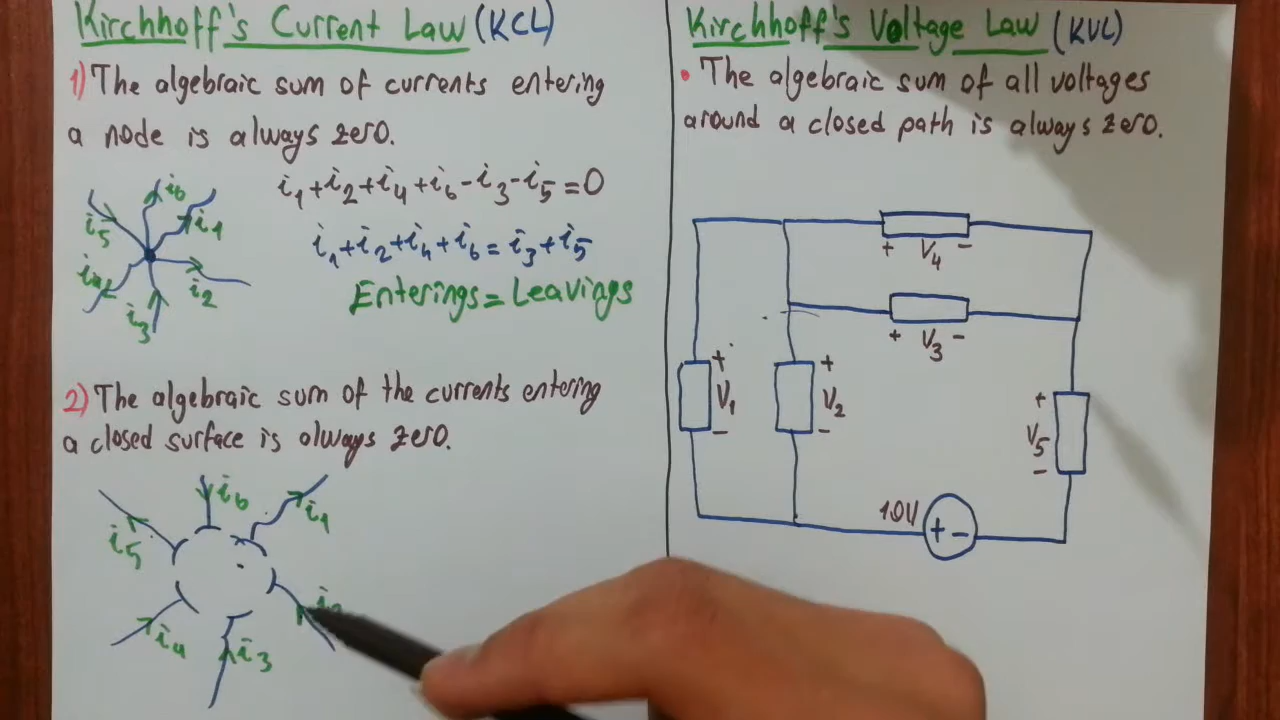 Kirchhoff's Current Law (KCL)
1) The algebraic sum of currents entering
a node is always zero.
i1+i2+i4+i6-i3-i5=0
i1+i2+i4+i6=i3+i5
Enterings=Leavings
i6
i5
i1
i4
i2
i3
2) The algebraic sum of the currents entering
a closed surface is always zero.
i6
i1
i5
i4
i3
Kirchhoff's Voltage Law (KVL)
• The algebraic sum of all voltages
around a closed path is always zero.
+ V4 -
+ V3 -
+ V1 -
+ V2 -
+ V5 -
10V
+ -